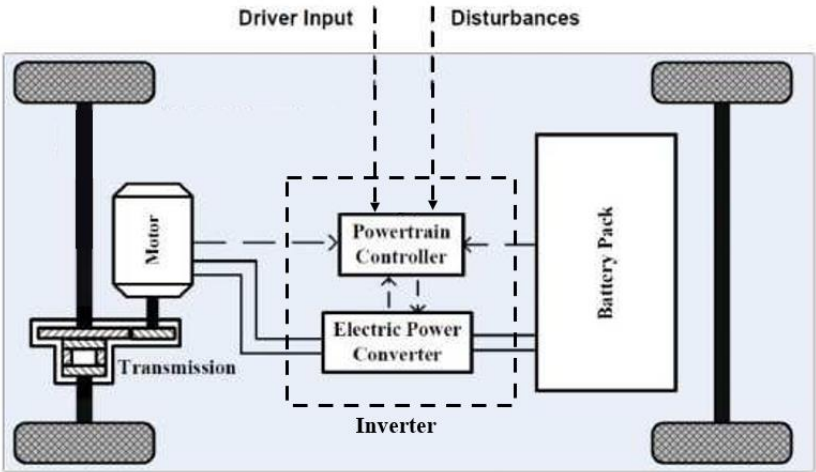 Driver Input
Disturbances
Motor
Powertrain
Controller
Battery Pack
Electric Power
Converter
Transmission
Inverter